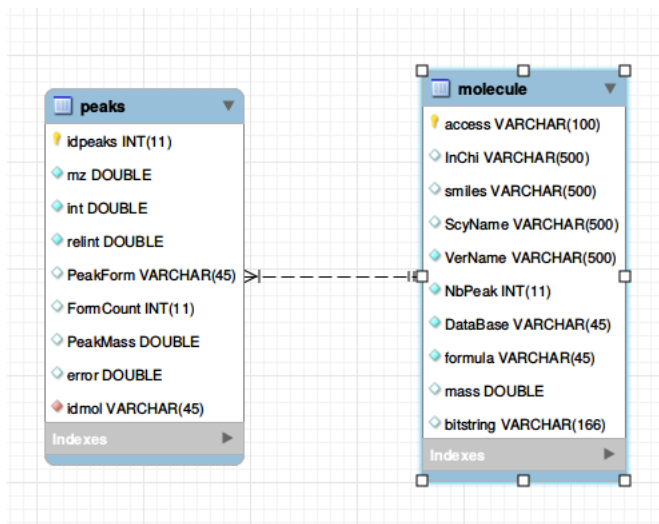 peaks
idpeaks INT(11)
mz DOUBLE
int DOUBLE
relint DOUBLE
PeakForm VARCHAR(45)
FormCount INT(11)
PeakMass DOUBLE
error DOUBLE
idmol VARCHAR(45)
Indexes
molecule
access VARCHAR(100)
InChi VARCHAR(500)
smiles VARCHAR(500)
ScyName VARCHAR(500)
VerName VARCHAR(500)
NbPeak INT(11)
DataBase VARCHAR(45)
formula VARCHAR(45)
mass DOUBLE
bitstring VARCHAR(166)
Indexes